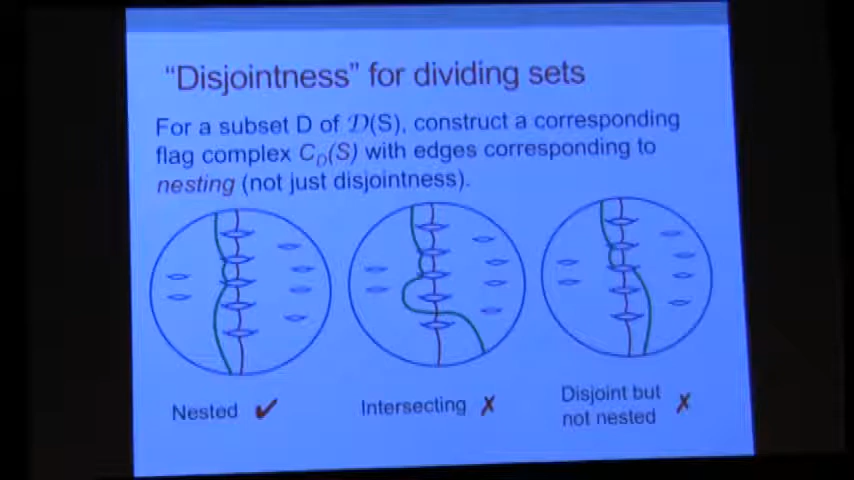 “Disjointness” for dividing sets
For a subset D of 𝒟(S), construct a corresponding
flag complex C_D(S) with edges corresponding to
nesting (not just disjointness).
Nested ✔
Intersecting ✗
Disjoint but
not nested ✗